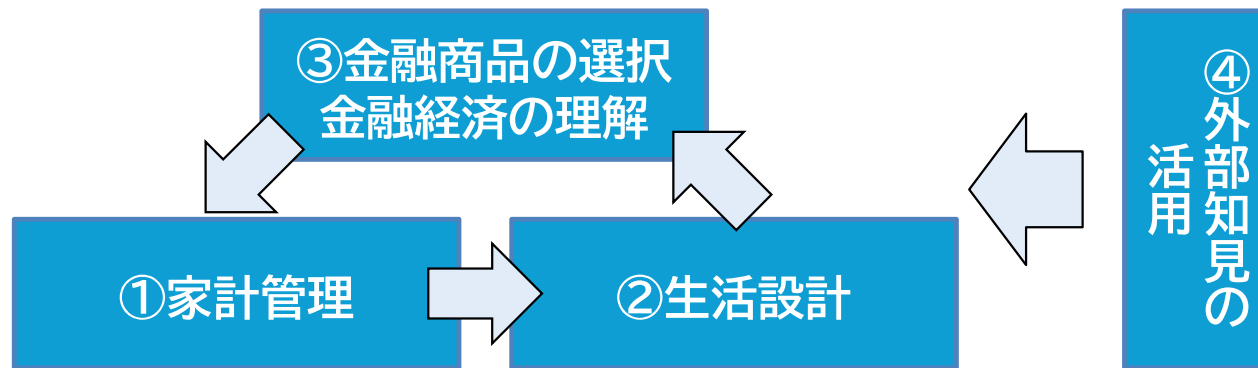 ③金融商品の選択
金融経済の理解
①家計管理
②生活設計
④外部知見の
活用